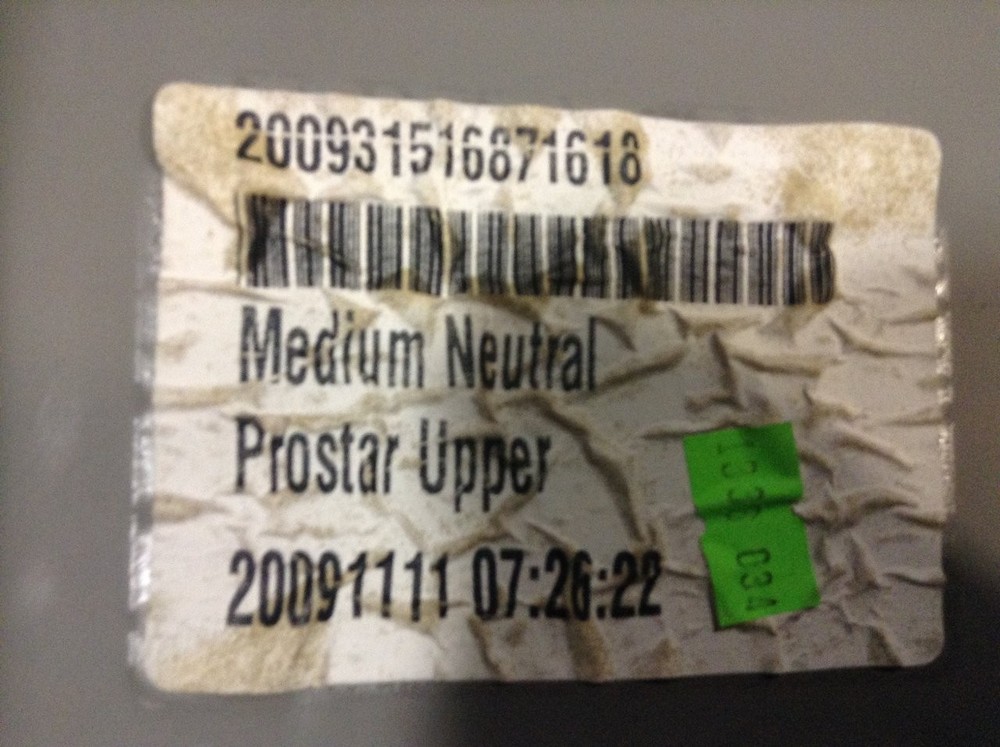 200931516871618
Medium Neutral
Prostar Upper
20091111 07:26:22
034